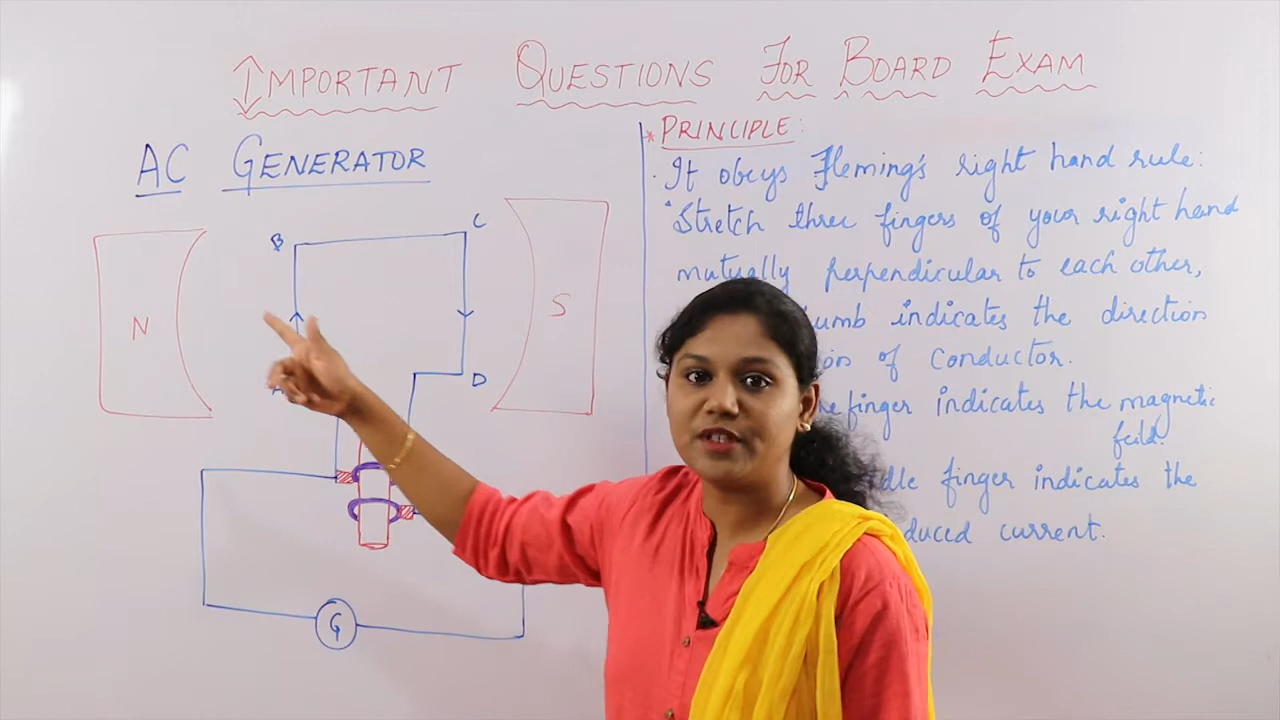 IMPORTANT QUESTIONS FOR BOARD EXAM
AC GENERATOR
N
B
C
D
S
G
* PRINCIPLE:
It obeys Fleming's right hand rule:
Stretch three fingers of your right hand
mutually perpendicular to each other,
indicates the direction
of conductor.
finger indicates the magnetic
feild.
finger indicates the
current.